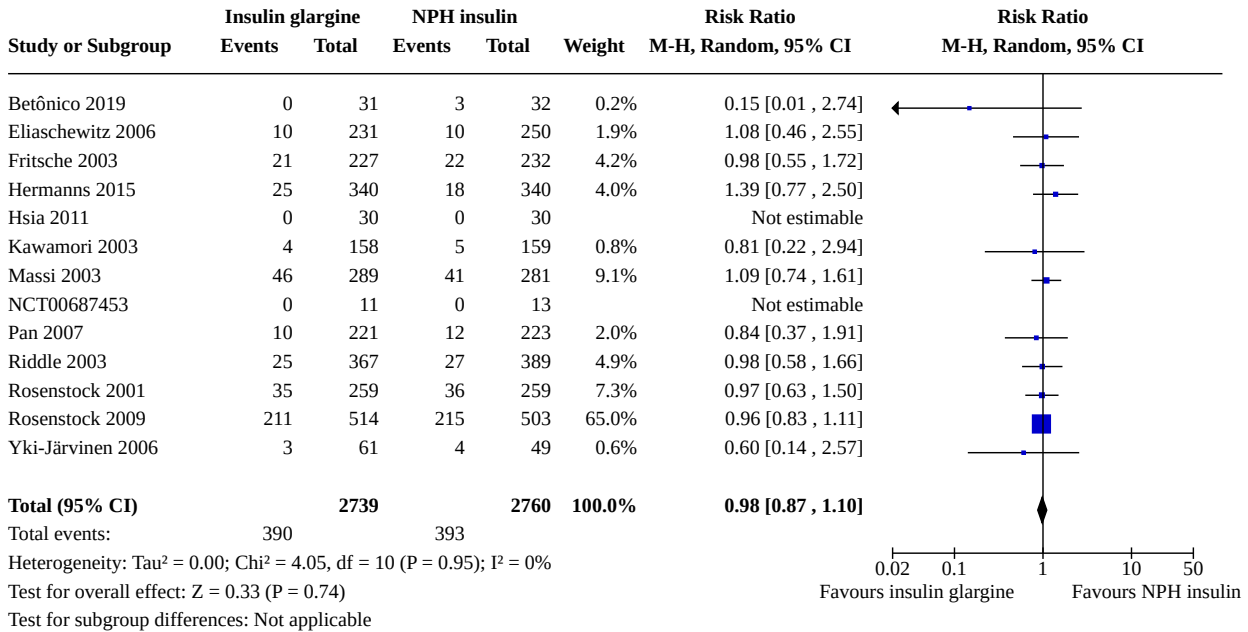 Insulin glargine NPH insulin Risk Ratio Risk Ratio
Study or Subgroup Events Total Events Total Weight M-H, Random, 95% CI M-H, Random, 95% CI
Betônico 2019 0 31 3 32 0.2% 0.15 [0.01 , 2.74]
Eliaschewitz 2006 10 231 10 250 1.9% 1.08 [0.46 , 2.55]
Fritsche 2003 21 227 22 232 4.2% 0.98 [0.55 , 1.72]
Hermanns 2015 25 340 18 340 4.0% 1.39 [0.77 , 2.50]
Hsia 2011 0 30 0 30 Not estimable
Kawamori 2003 4 158 5 159 0.8% 0.81 [0.22 , 2.94]
Massi 2003 46 289 41 281 9.1% 1.09 [0.74 , 1.61]
NCT00687453 0 11 0 13 Not estimable
Pan 2007 10 221 12 223 2.0% 0.84 [0.37 , 1.91]
Riddle 2003 25 367 27 389 4.9% 0.98 [0.58 , 1.66]
Rosenstock 2001 35 259 36 259 7.3% 0.97 [0.63 , 1.50]
Rosenstock 2009 211 514 215 503 65.0% 0.96 [0.83 , 1.11]
Yki-Järvinen 2006 3 61 4 49 0.6% 0.60 [0.14 , 2.57]
Total (95% CI) 2739 2760 100.0% 0.98 [0.87 , 1.10]
Total events: 390 393
Heterogeneity: Tau² = 0.00; Chi² = 4.05, df = 10 (P = 0.95); I² = 0%
0.02 0.1 1 10 50
Test for overall effect: Z = 0.33 (P = 0.74)
Favours insulin glargine Favours NPH insulin
Test for subgroup differences: Not applicable